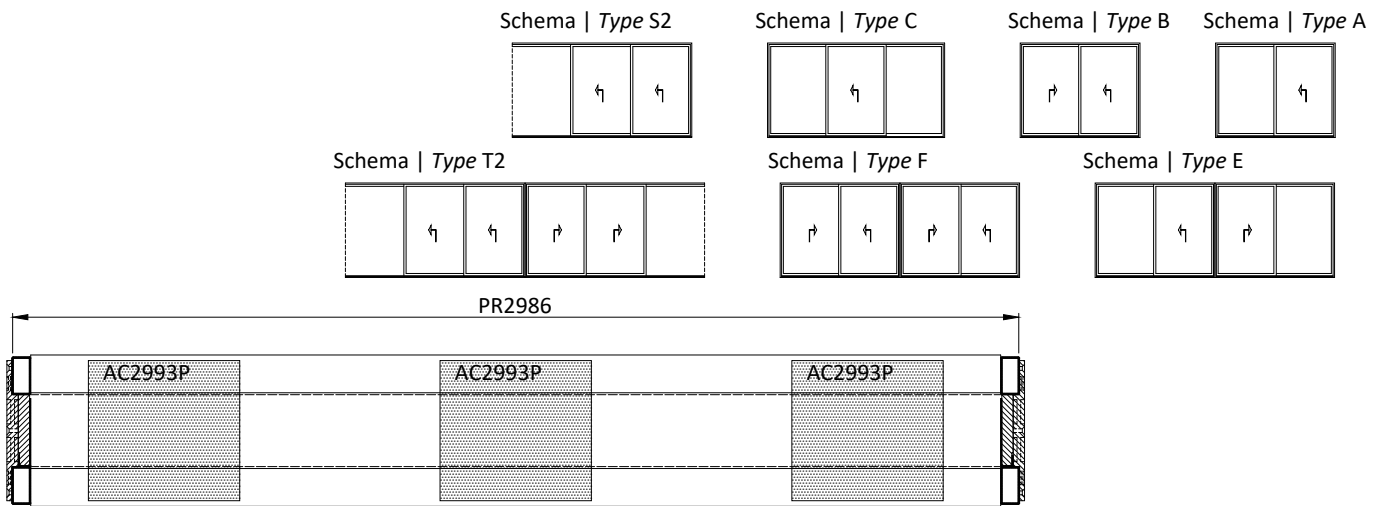 Schema | Type S2
Schema | Type C
Schema | Type B
Schema | Type A
Schema | Type T2
Schema | Type F
Schema | Type E
PR2986
AC2993P
AC2993P
AC2993P